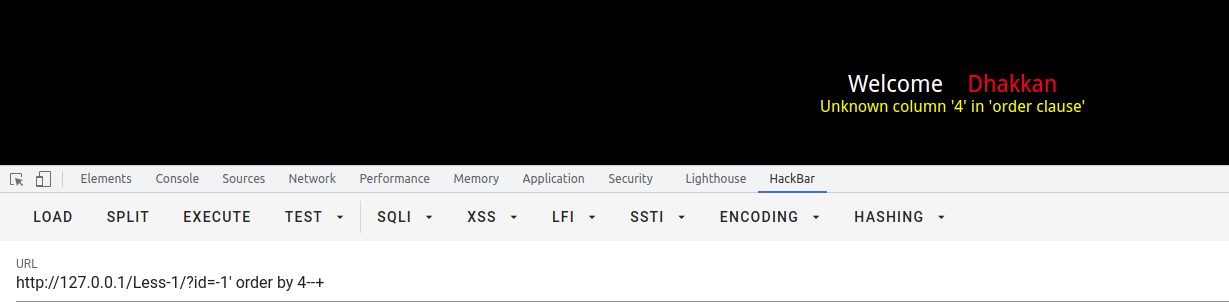 Welcome Dhakkan
Unknown column '4' in 'order clause'
Elements Console Sources Network Performance Memory Application Security Lighthouse HackBar
LOAD SPLIT EXECUTE TEST SQLI XSS LFI SSTI ENCODING HASHING
URL
http://127.0.0.1/Less-1/?id=-1' order by 4--+